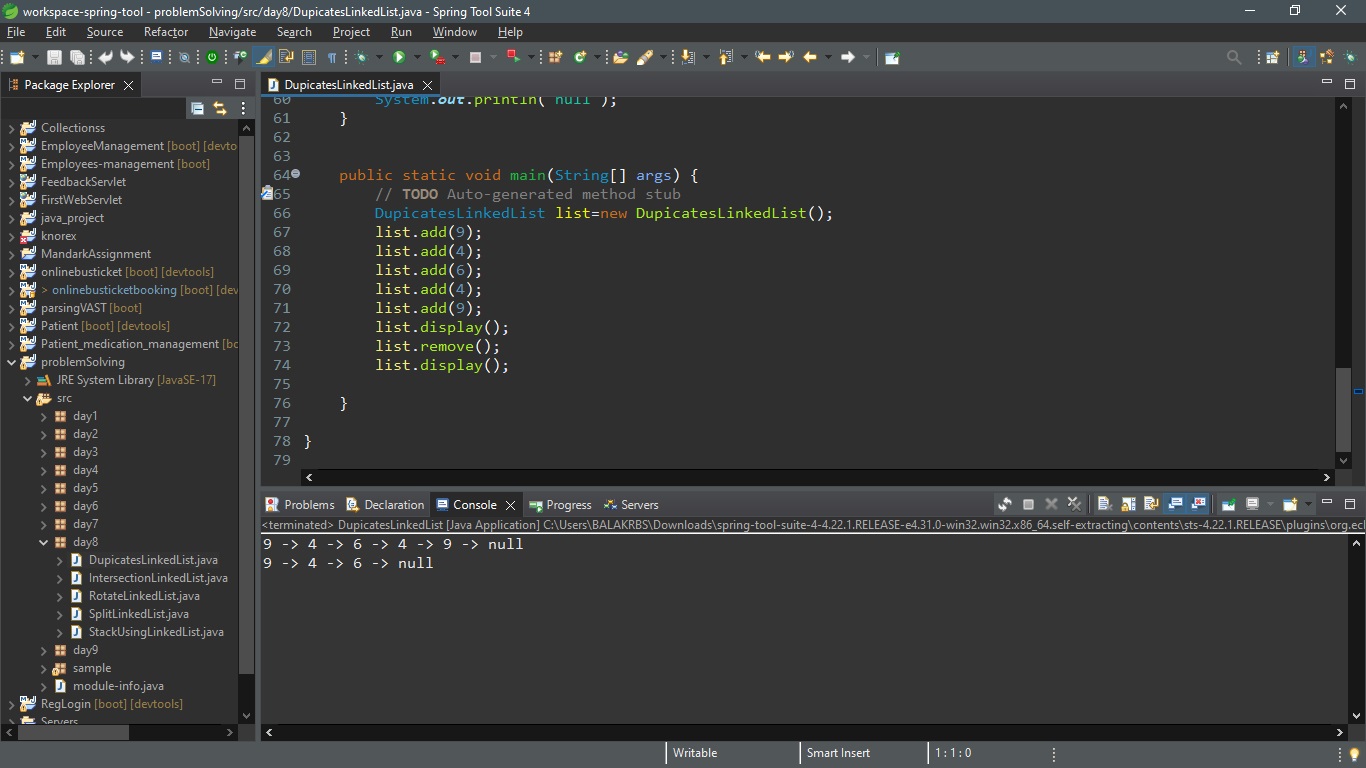 workspace-spring-tool - problemSolving/src/day8/DupicatesLinkedList.java - Spring Tool Suite 4
File Edit Source Refactor Navigate Search Project Run Window Help
Package Explorer
Collectionss
EmployeeManagement [boot] [devto
Employees-management [boot]
FeedbackServlet
FirstWebServlet
java_project
knorex
MandarkAssignment
onlinebusticket [boot] [devtools]
> onlinebusticketbooking [boot] [dev
parsingVAST [boot]
Patient [boot] [devtools]
Patient_medication_management [bo
problemSolving
JRE System Library [JavaSE-17]
src
day1
day2
day3
day4
day5
day6
day7
day8
DupicatesLinkedList.java
IntersectionLinkedList.java
RotateLinkedList.java
SplitLinkedList.java
StackUsingLinkedList.java
day9
sample
module-info.java
RegLogin [boot] [devtools]
Servers
DupicatesLinkedList.java
60 System.out.println("null");
61 }
62
63
64 public static void main(String[] args) {
65 // TODO Auto-generated method stub
66 DupicatesLinkedList list=new DupicatesLinkedList();
67 list.add(9);
68 list.add(4);
69 list.add(6);
70 list.add(4);
71 list.add(9);
72 list.display();
73 list.remove();
74 list.display();
75
76 }
77
78 }
79
Problems Declaration Console Progress Servers
<terminated> DupicatesLinkedList [Java Application] C:\Users\BALAKRBS\Downloads\spring-tool-suite-4-4.22.1.RELEASE-e4.31.0-win32.win32.x86_64.self-extracting\contents\sts-4.22.1.RELEASE\plugins\org.ecl
9 -> 4 -> 6 -> 4 -> 9 -> null
9 -> 4 -> 6 -> null
Writable Smart Insert 1 : 1 : 0